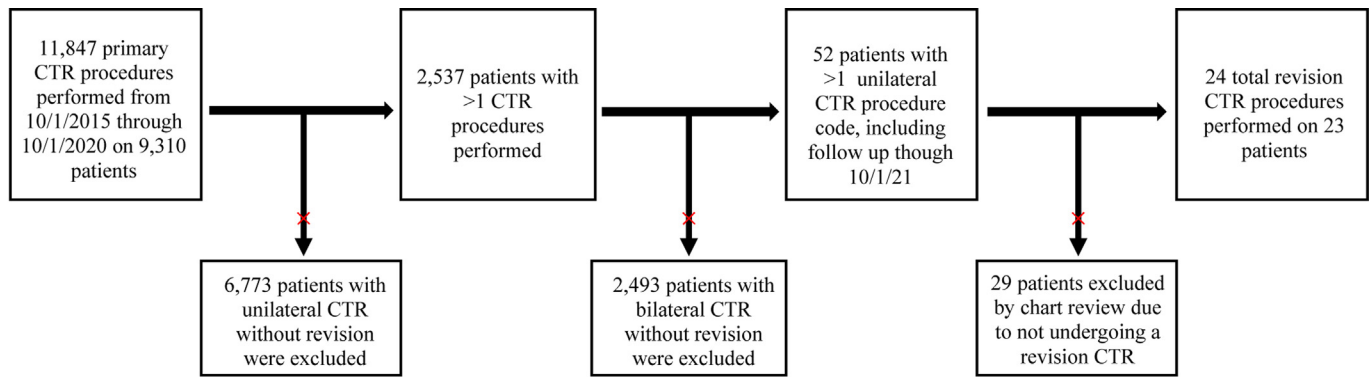 11,847 primary
CTR procedures
performed from
10/1/2015 through
10/1/2020 on 9,310
patients
2,537 patients with
>1 CTR
procedures
performed
52 patients with
>1 unilateral
CTR procedure
code, including
follow up though
10/1/21
24 total revision
CTR procedures
performed on 23
patients
6,773 patients with
unilateral CTR
without revision
were excluded
2,493 patients with
bilateral CTR
without revision
were excluded
29 patients excluded
by chart review due
to not undergoing a
revision CTR